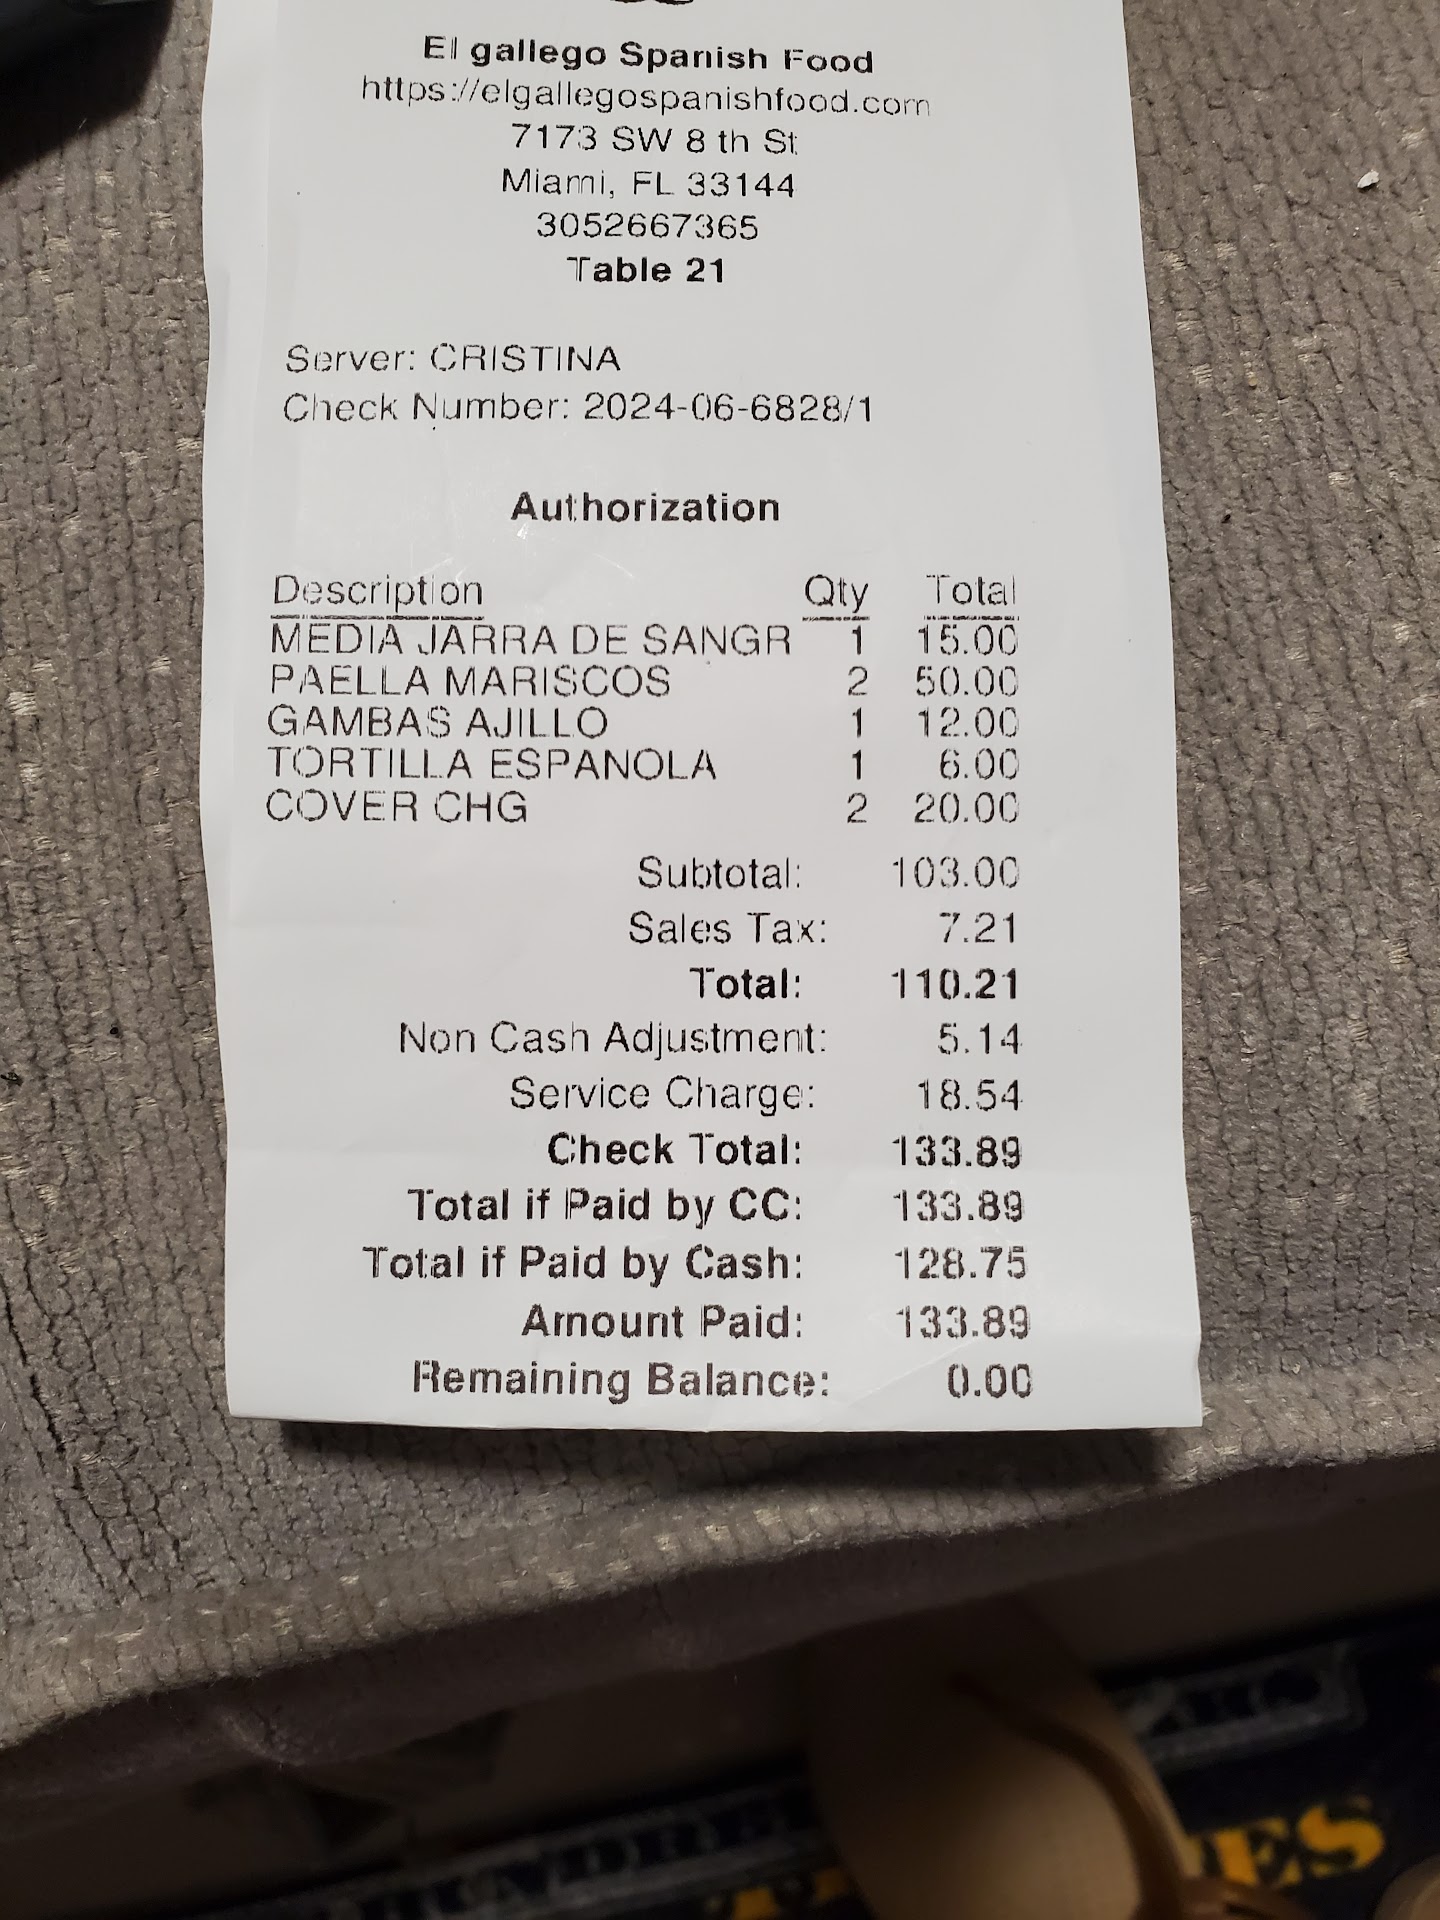 El gallego Spanish Food
https://elgallegospanishfood.com
7173 SW 8 th St
Miami, FL 33144
3052667365
Table 21
Server: CRISTINA
Check Number: 2024-06-6828/1
Authorization
Description Qty Total
MEDIA JARRA DE SANGR 1 15.00
PAELLA MARISCOS 2 50.00
GAMBAS AJILLO 1 12.00
TORTILLA ESPANOLA 1 6.00
COVER CHG 2 20.00
Subtotal: 103.00
Sales Tax: 7.21
Total: 110.21
Non Cash Adjustment: 5.14
Service Charge: 18.54
Check Total: 133.89
Total if Paid by CC: 133.89
Total if Paid by Cash: 128.75
Amount Paid: 133.89
Remaining Balance: 0.00